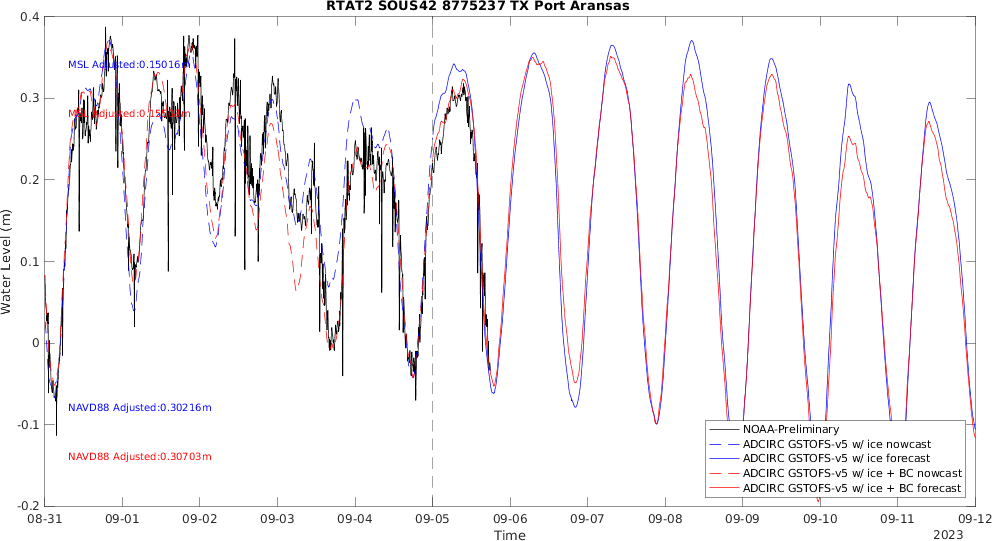 RTAT2 SOUS42 8775237 TX Port Aransas
0.4
0.3
0.2
0.1
0
-0.1
-0.2
Water Level (m)
MSL Adjusted:0.15016m
MSL Adjusted:
NAVD88 Adjusted:0.30216m
NAVD88 Adjusted:0.30703m
NOAA-Preliminary
ADCIRC GSTOFS-v5 w/ ice nowcast
ADCIRC GSTOFS-v5 w/ ice forecast
ADCIRC GSTOFS-v5 w/ ice + BC nowcast
ADCIRC GSTOFS-v5 w/ ice + BC forecast
08-31 09-01 09-02 09-03 09-04 09-05 09-06 09-07 09-08 09-09 09-10 09-11 09-12
Time
2023